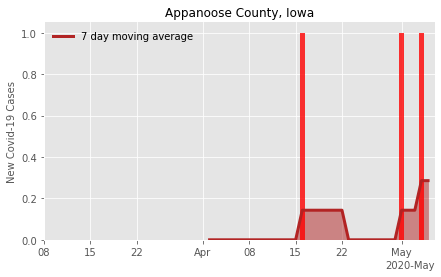 Appanoose County, Iowa
7 day moving average
New Covid-19 Cases
1.0
0.8
0.6
0.4
0.2
0.0
08 15 22 Apr 08 15 22 May
2020-May